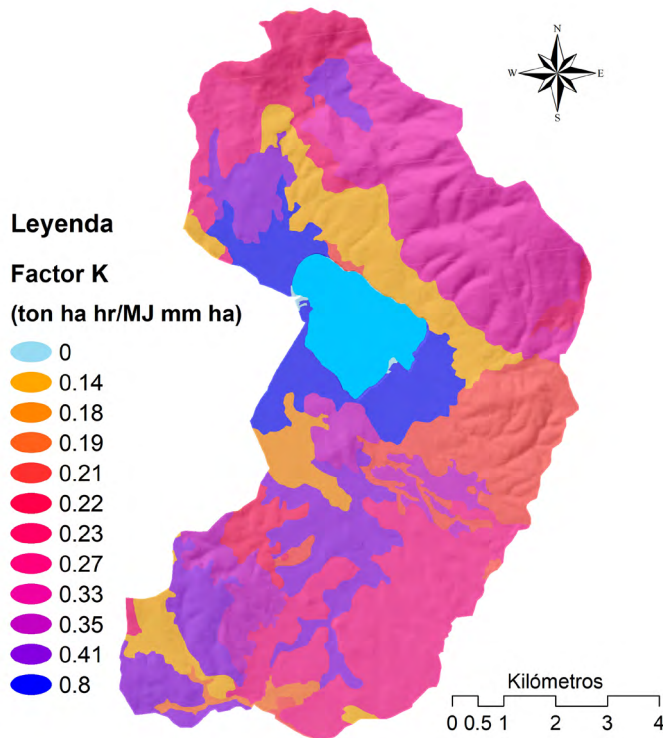 N
W E
S
Leyenda
Factor K
(ton ha hr/MJ mm ha)
0
0.14
0.18
0.19
0.21
0.22
0.23
0.27
0.33
0.35
0.41
0.8
Kilómetros
0 0.5 1 2 3 4